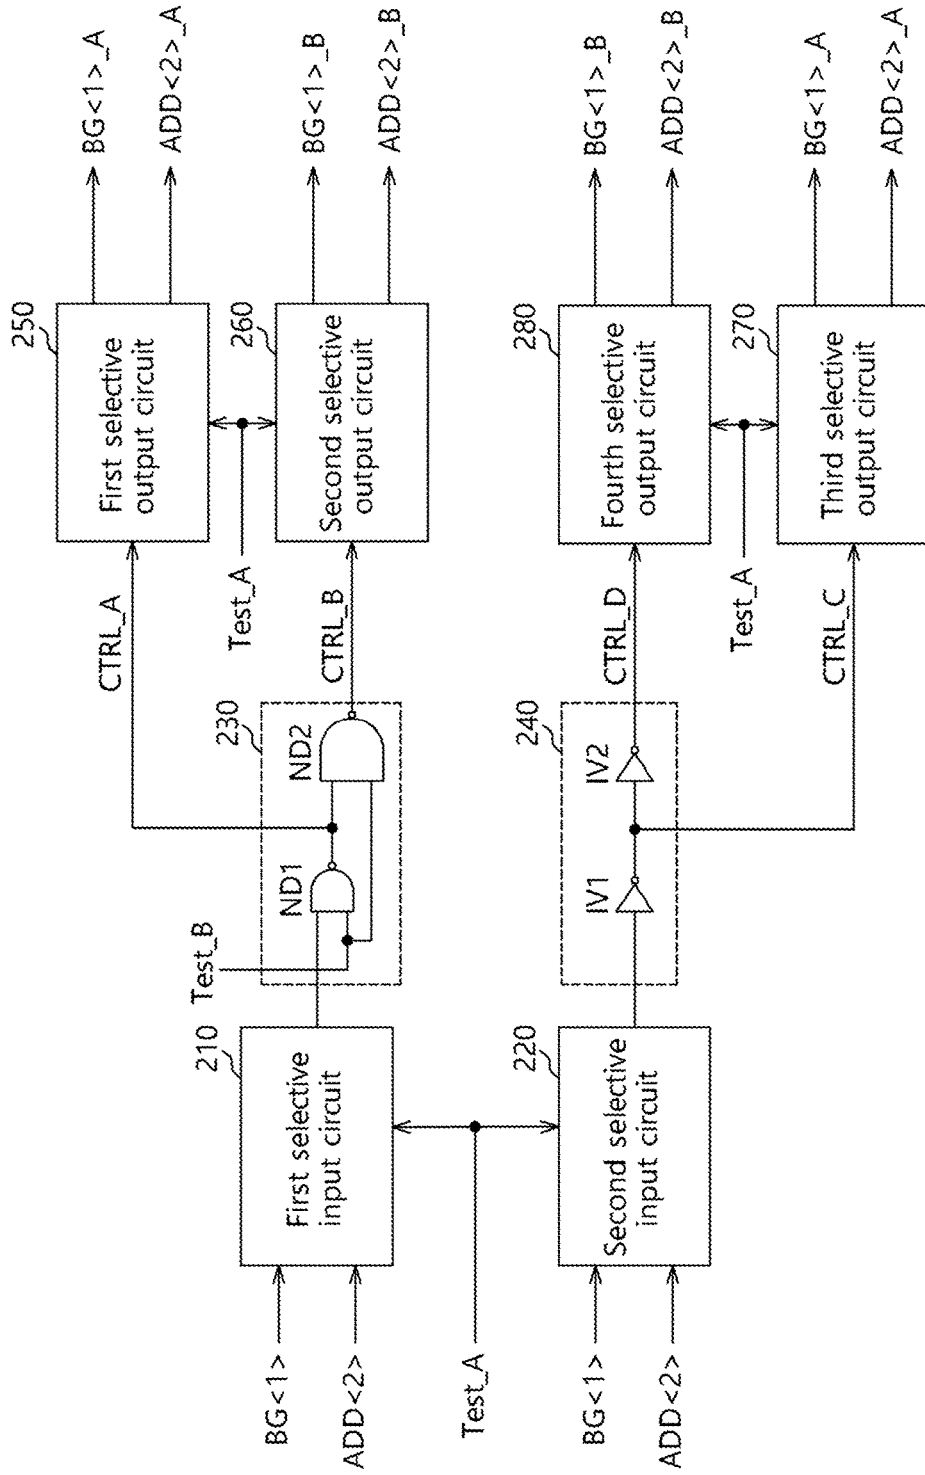 BG<1>
ADD<2>
Test_A
BG<1>
ADD<2>
210
First selective
input circuit
220
Second selective
input circuit
Test_B
230
ND1
ND2
240
IV1
IV2
CTRL_A
Test_A
CTRL_B
CTRL_D
Test_A
CTRL_C
250
First selective
output circuit
260
Second selective
output circuit
280
Fourth selective
output circuit
270
Third selective
output circuit
BG<1>_A
ADD<2>_A
BG<1>_B
ADD<2>_B
BG<1>_B
ADD<2>_B
BG<1>_A
ADD<2>_A